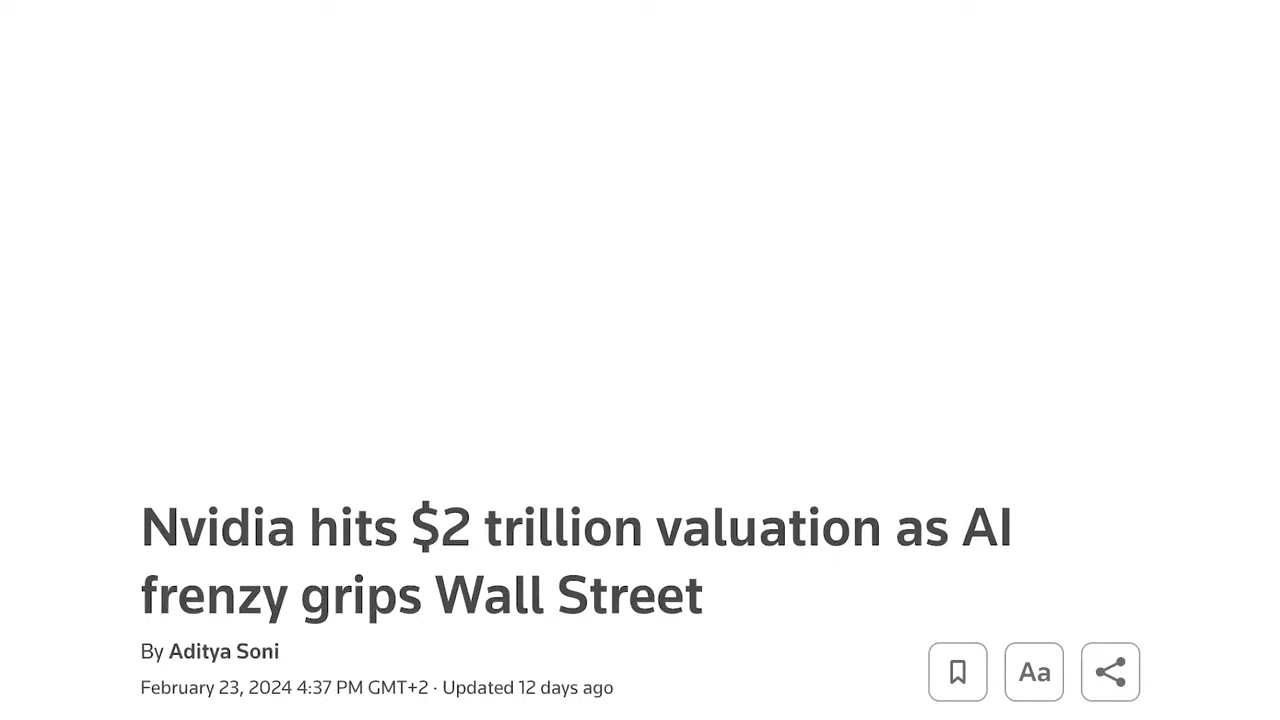 Nvidia hits $2 trillion valuation as AI
frenzy grips Wall Street
By Aditya Soni
February 23, 2024 4:37 PM GMT+2 · Updated 12 days ago
Aa